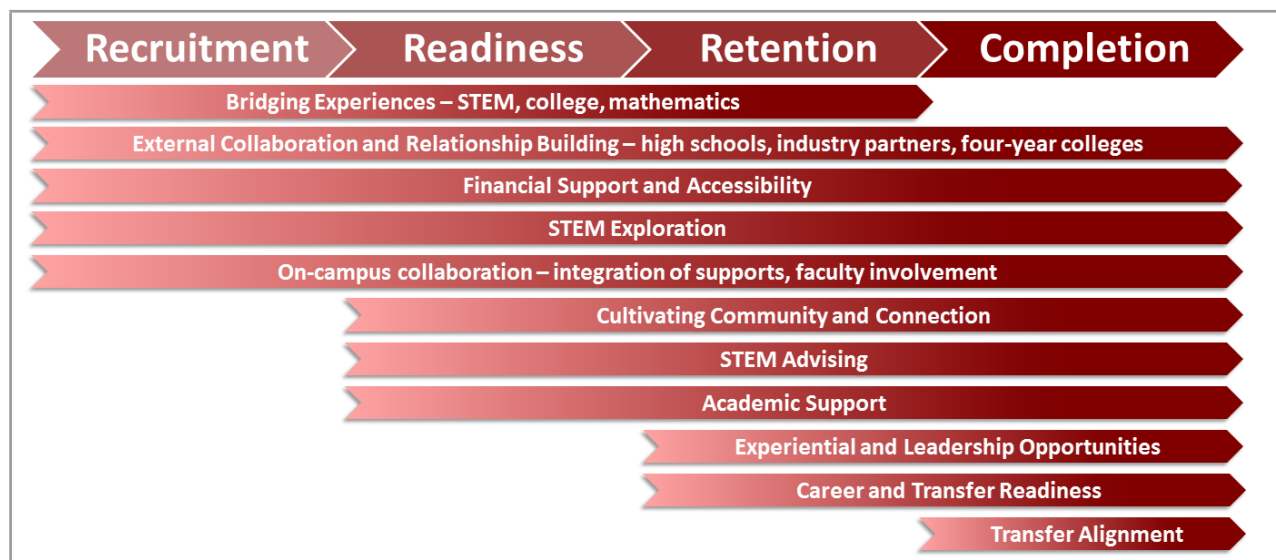 Recruitment Readiness Retention Completion
Bridging Experiences – STEM, college, mathematics
External Collaboration and Relationship Building – high schools, industry partners, four-year colleges
Financial Support and Accessibility
STEM Exploration
On-campus collaboration – integration of supports, faculty involvement
Cultivating Community and Connection
STEM Advising
Academic Support
Experiential and Leadership Opportunities
Career and Transfer Readiness
Transfer Alignment